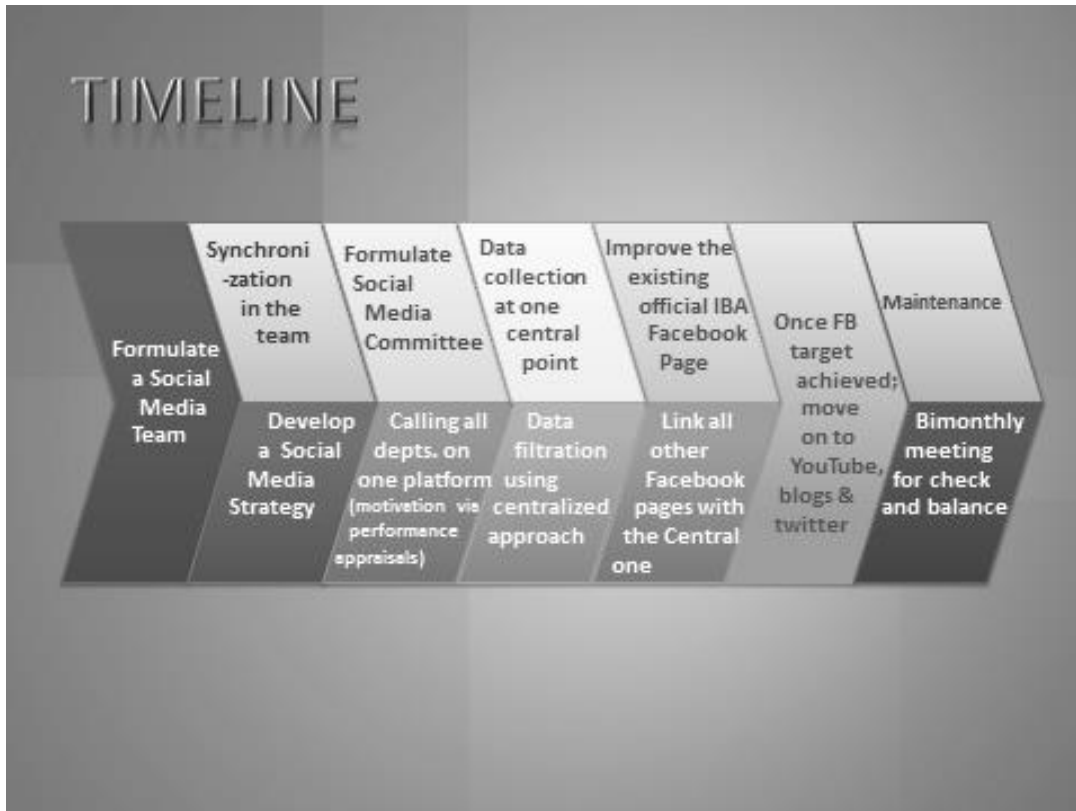 TIMELINE
Formulate
a Social
Media
Team
Synchroni
-zation
in the
team
Develop
a Social
Media
Strategy
Formulate
Social
Media
Committee
Calling all
depts. on
one platform
(motivation via
performance
appraisals)
Data
collection
at one
central
point
Data
filtration
using
centralized
approach
Improve the
existing
official IBA
Facebook
Page
Link all
other
Facebook
pages with
the Central
one
Once FB
target
achieved;
move
on to
YouTube,
blogs &
twitter
Maintenance
Bimonthly
meeting
for check
and balance